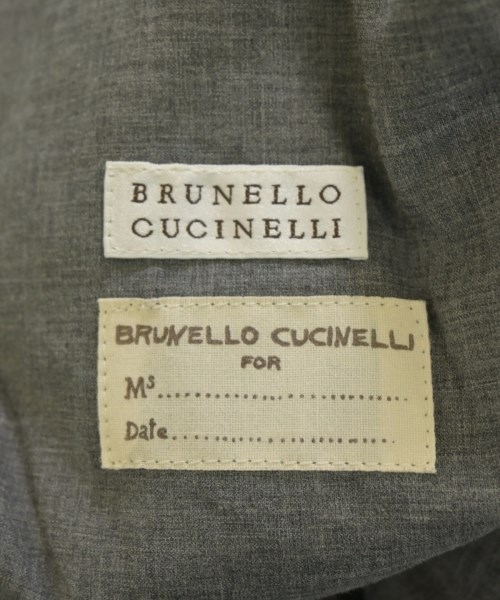 BRUNELLO
CUCINELLI
BRUNELLO CUCINELLI
FOR
Ms..............................
Date..............................